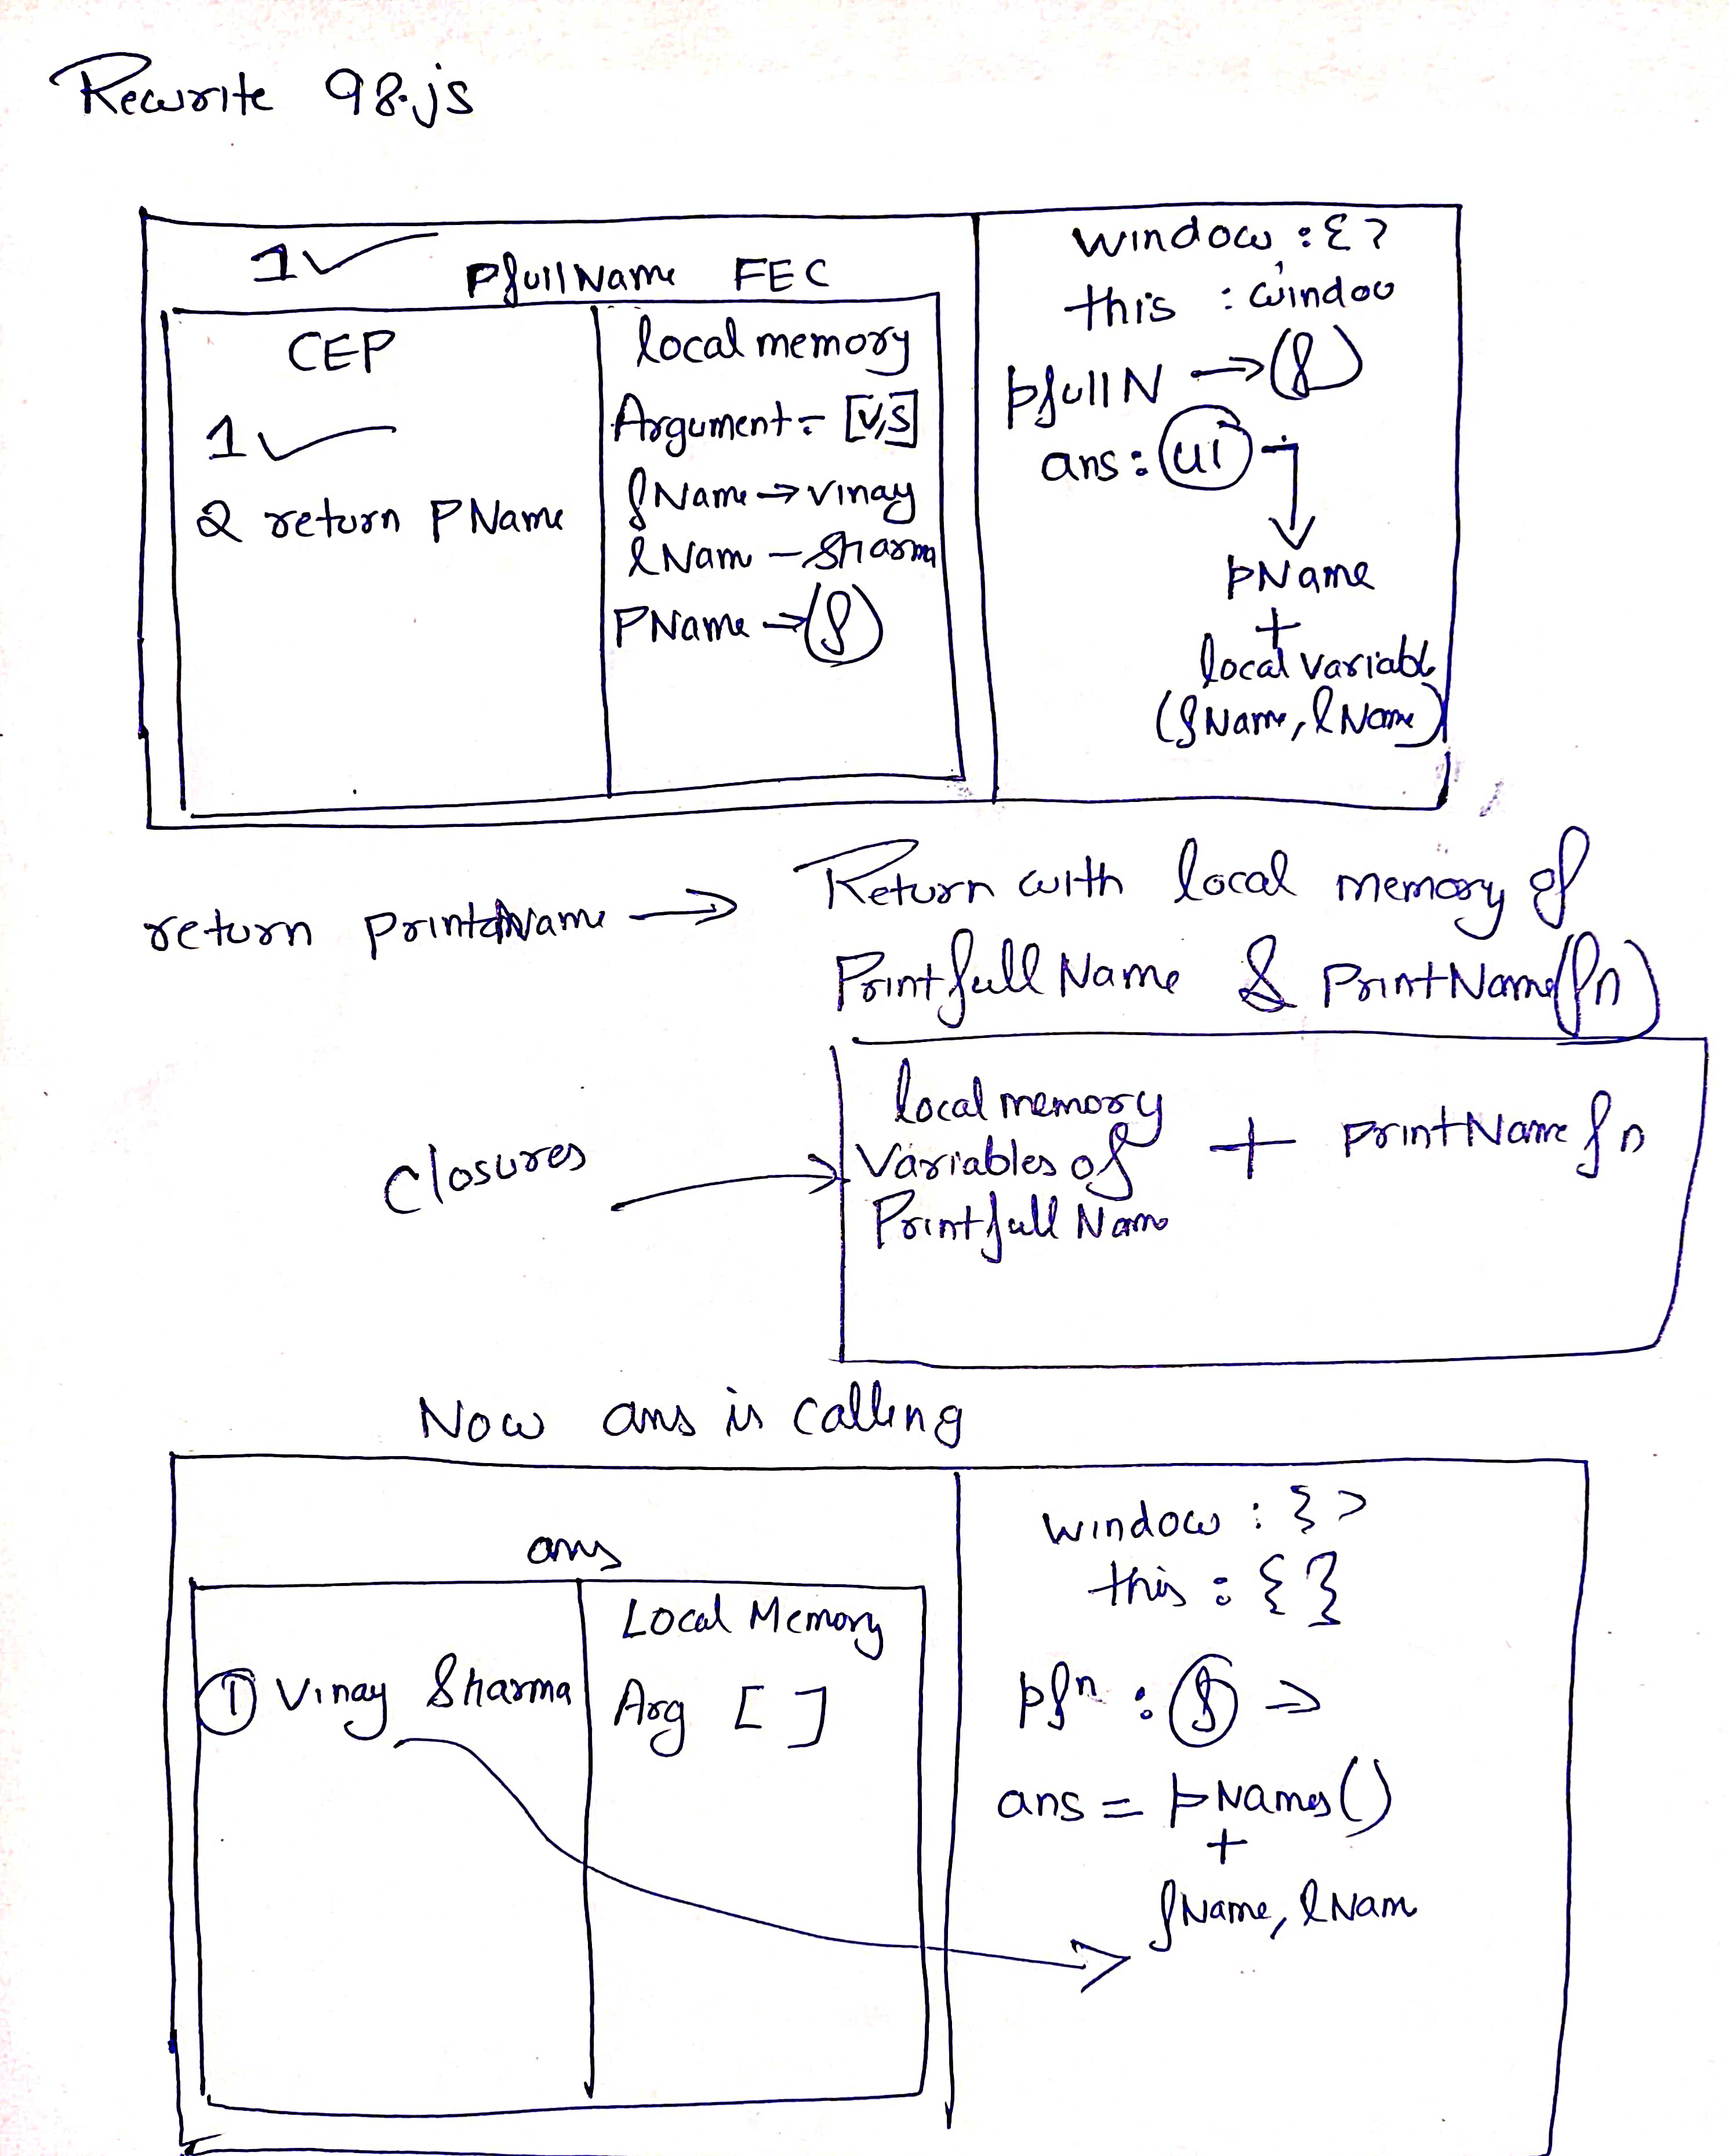 Rewrite 98.js
1✓
PfullName FEC
CEP
1✓
2 return PName
local memory
Argument = [V,S]
fName → vinay
lNam – Sharma
PName → (f)
window : { }
this : window
pfullN → (f)
ans : (ui)
pName
+
local variabl
(fName, lName)
return printName → Return with local memory of
Printfull Name & PrintName(fn)
Closures →
local memory
Variables of
Printfull Nam
+ printName fn
Now ans is calling
ans
① Vinay Sharma
Local Memory
Arg [ ]
window : { }
this : { }
pfn : (f) ⇒
ans = pNames()
+
fName, lNam